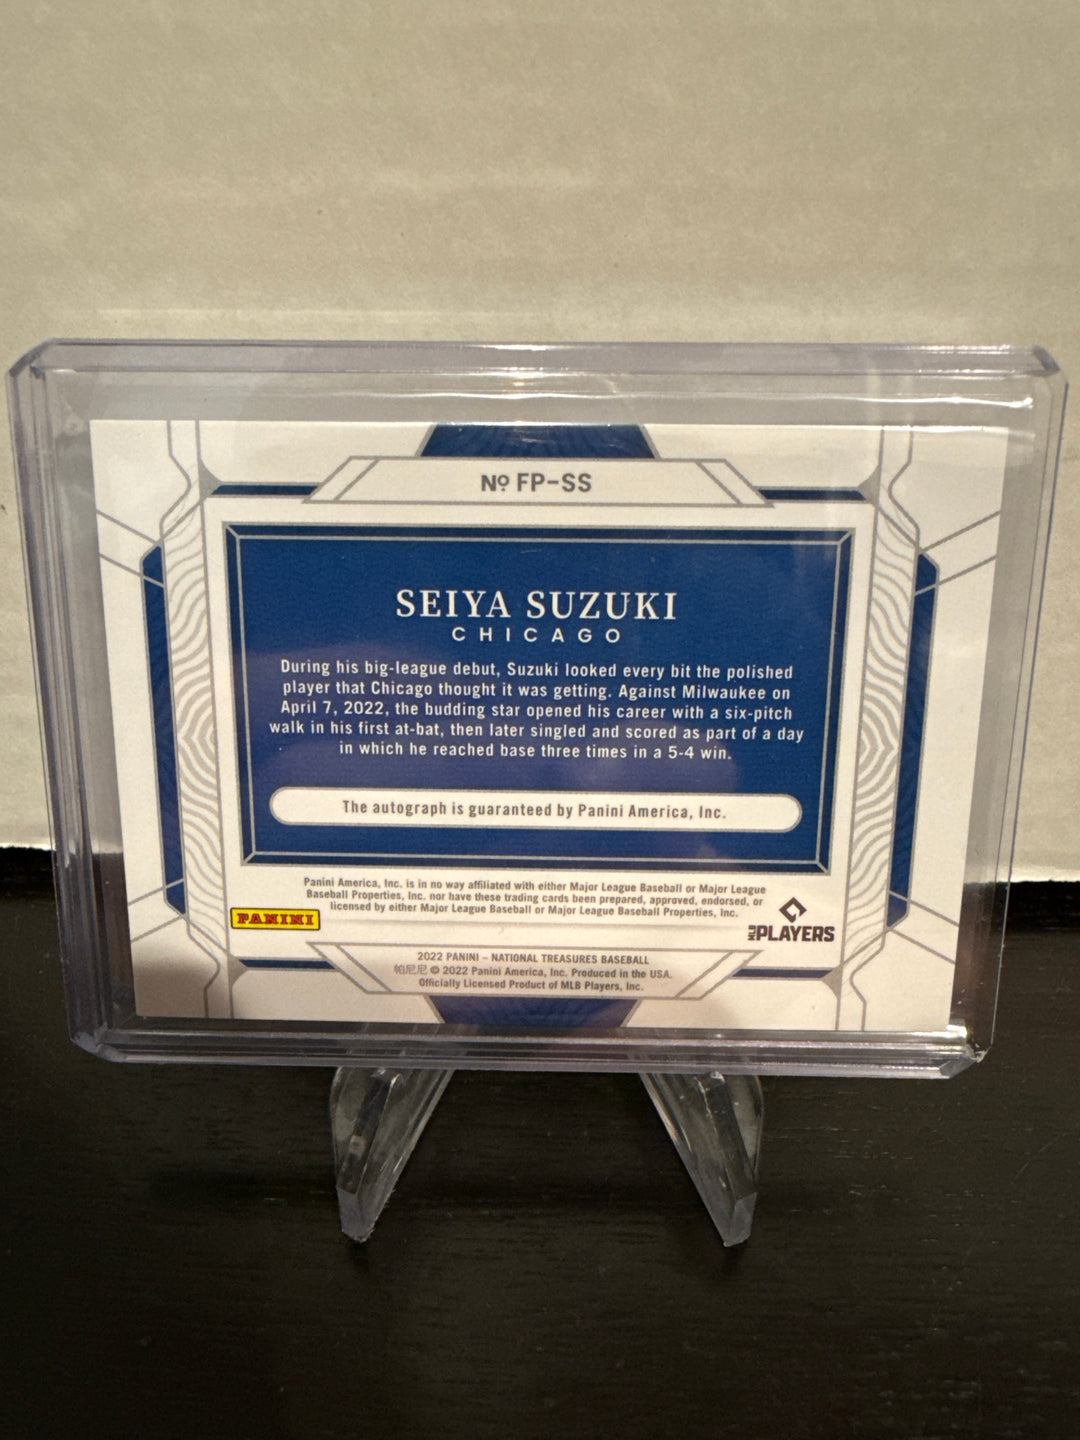 Nº FP-SS
SEIYA SUZUKI
CHICAGO
During his big-league debut, Suzuki looked every bit the polished
player that Chicago thought it was getting. Against Milwaukee on
April 7, 2022, the budding star opened his career with a six-pitch
walk in his first at-bat, then later singled and scored as part of a day
in which he reached base three times in a 5-4 win.
The autograph is guaranteed by Panini America, Inc.
Panini America, Inc. is in no way affiliated with either Major League Baseball or Major League
Baseball Properties, Inc. nor have these trading cards been prepared, approved, endorsed, or
licensed by either Major League Baseball or Major League Baseball Properties, Inc.
PANINI
MLB PLAYERS
2022 PANINI – NATIONAL TREASURES BASEBALL
帕尼尼 © 2022 Panini America, Inc. Produced in the USA.
Officially Licensed Product of MLB Players, Inc.